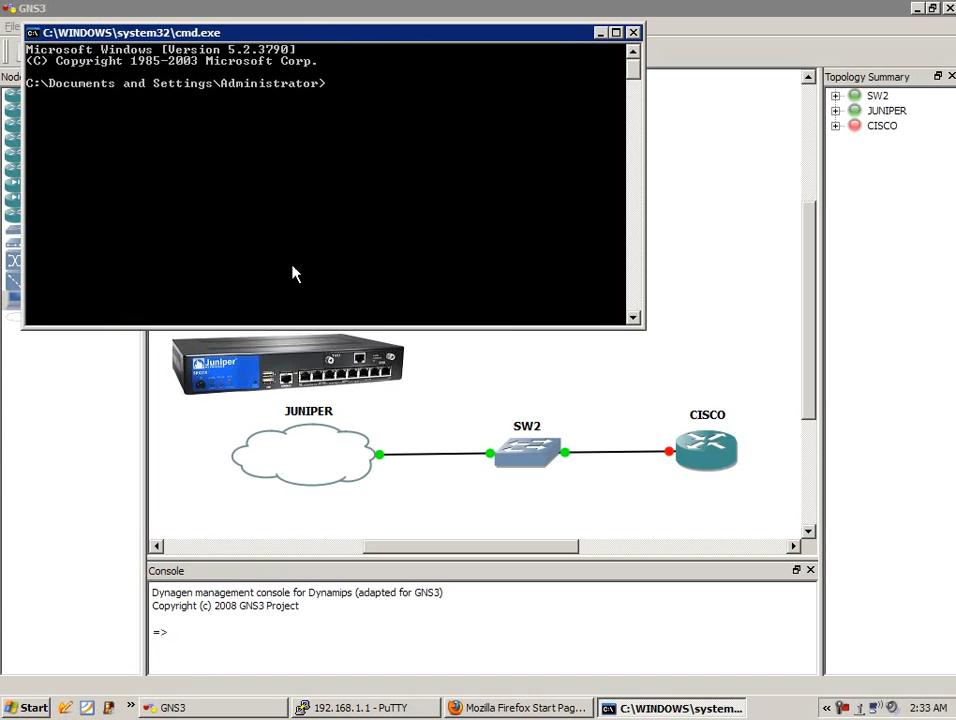 GNS3
C:\WINDOWS\system32\cmd.exe
Microsoft Windows [Version 5.2.3790]
(C) Copyright 1985-2003 Microsoft Corp.
C:\Documents and Settings\Administrator>
Topology Summary
SW2
JUNIPER
CISCO
Juniper
JUNIPER
SW2
CISCO
Console
Dynagen management console for Dynamips (adapted for GNS3)
Copyright (c) 2008 GNS3 Project
=>
Start
GNS3
192.168.1.1 - PuTTY
Mozilla Firefox Start Pag...
C:\WINDOWS\system...
2:33 AM